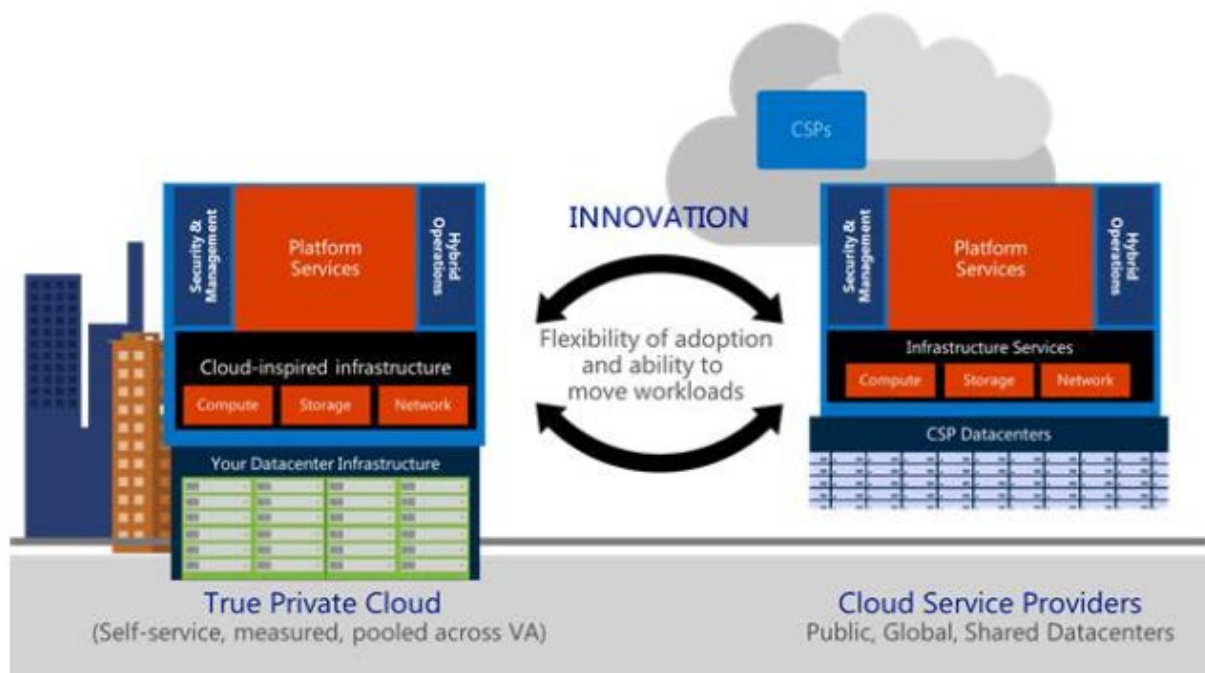 CSPs
INNOVATION
Flexibility of adoption
and ability to
move workloads
Security &
Management
Platform
Services
Hybrid
Operations
Cloud-inspired infrastructure
Compute
Storage
Network
Your Datacenter Infrastructure
True Private Cloud
(Self-service, measured, pooled across VA)
Security &
Management
Platform
Services
Hybrid
Operations
Infrastructure Services
Compute
Storage
Network
CSP Datacenters
Cloud Service Providers
Public, Global, Shared Datacenters